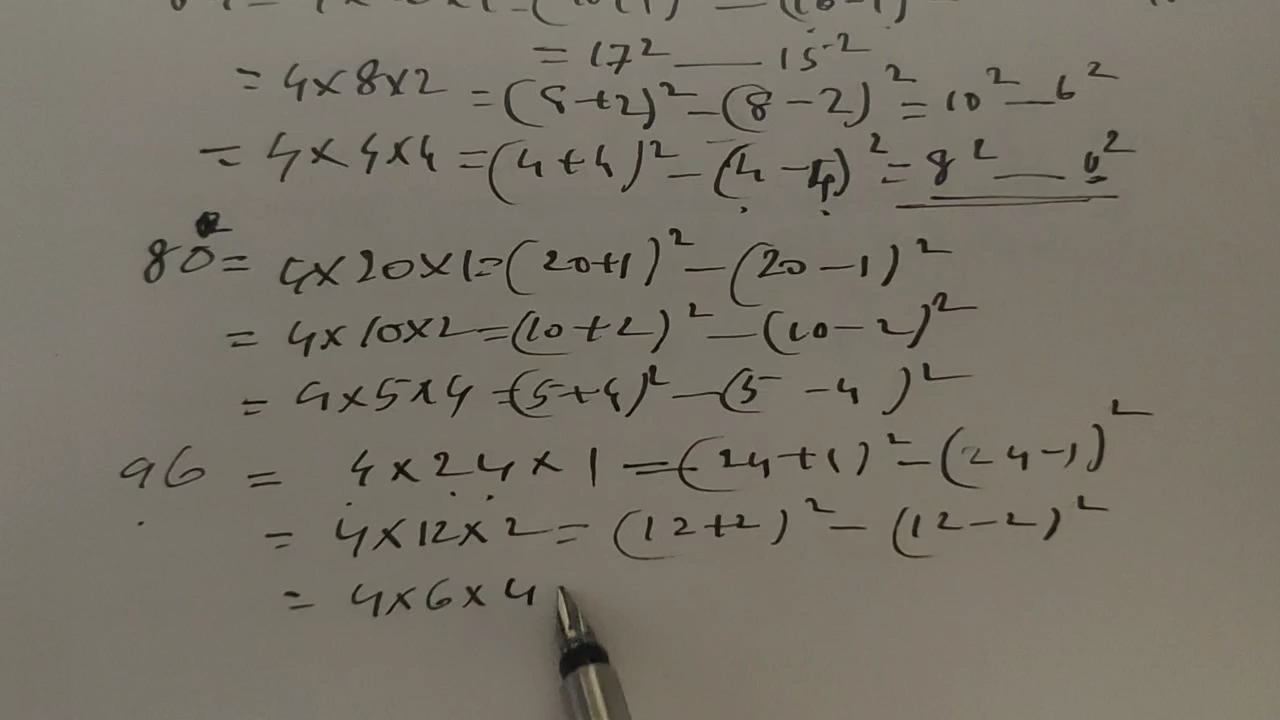 = 17² — 15²
= 4×8×2 = (8+2)² – (8–2)² = 10² – 6²
= 4×4×4 = (4+4)² – (4–4)² = 8² — 0²
80 = 4×20×1 = (20+1)² – (20–1)²
= 4×10×2 = (10+2)² – (10–2)²
= 4×5×4 = (5+4)² – (5–4)²
96 = 4×24×1 = (24+1)² – (24–1)²
= 4×12×2 = (12+2)² – (12–2)²
= 4×6×4